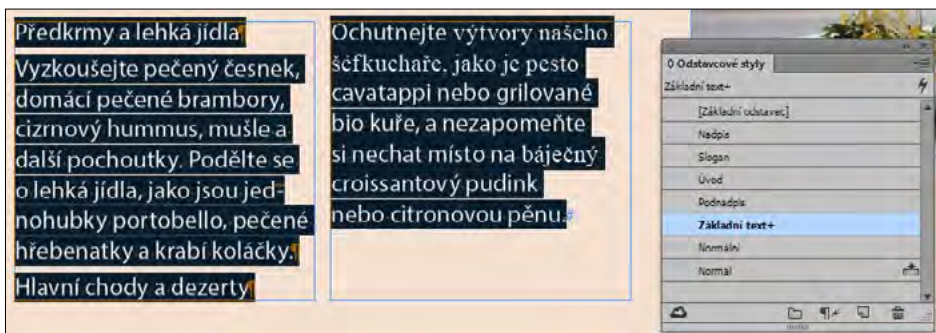 Předkrmy a lehká jídla
Vyzkoušejte pečený česnek,
domácí pečené brambory,
cizrnový hummus, mušle a
další pochoutky. Podělte se
o lehká jídla, jako jsou jed-
nohubky portobello, pečené
hřebenatky a krabí koláčky.
Hlavní chody a dezerty
Ochutnejte výtvory našeho
šéfkuchaře, jako je pesto
cavatappi nebo grilované
bio kuře, a nezapomeňte
si nechat místo na báječný
croissantový pudink
nebo citronovou pěnu.
Odstavcové styly
Základní text+
[Základní odstavec]
Nadpis
Slogan
Úvod
Podnadpis
Základní text+
Normalni
Normal